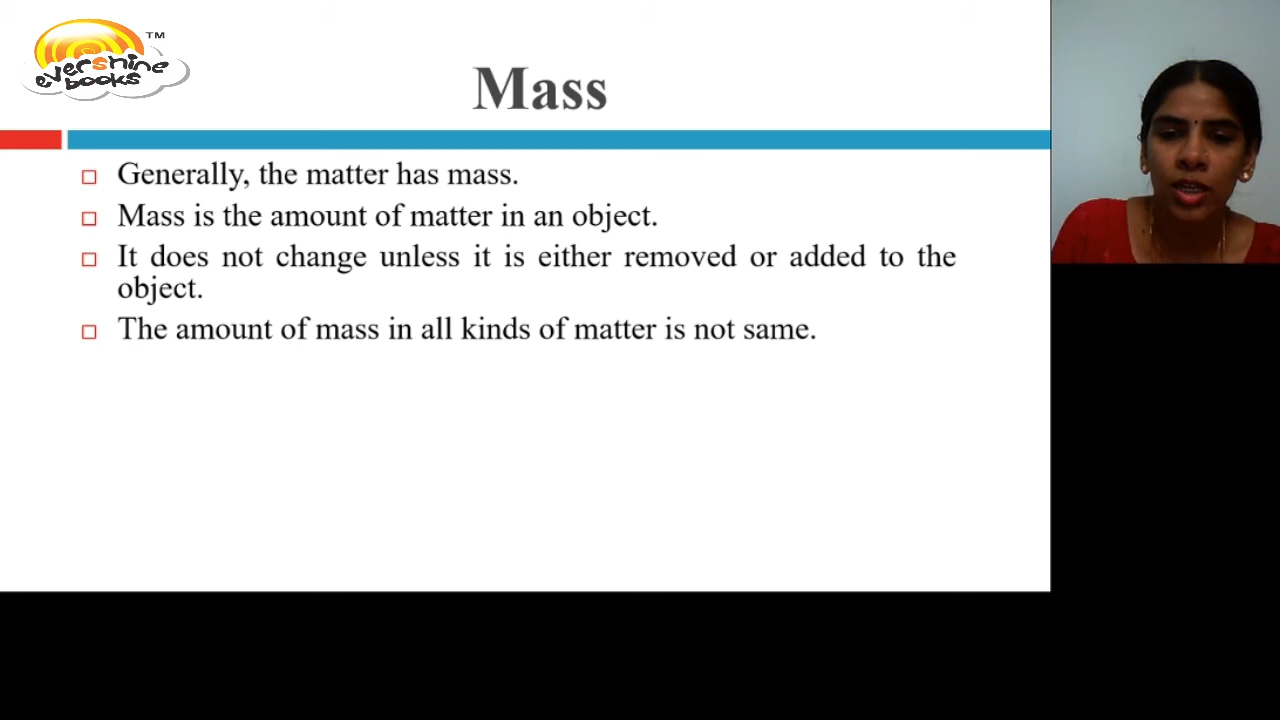 evershine
books
TM
Mass
Generally, the matter has mass.
Mass is the amount of matter in an object.
It does not change unless it is either removed or added to the
object.
The amount of mass in all kinds of matter is not same.